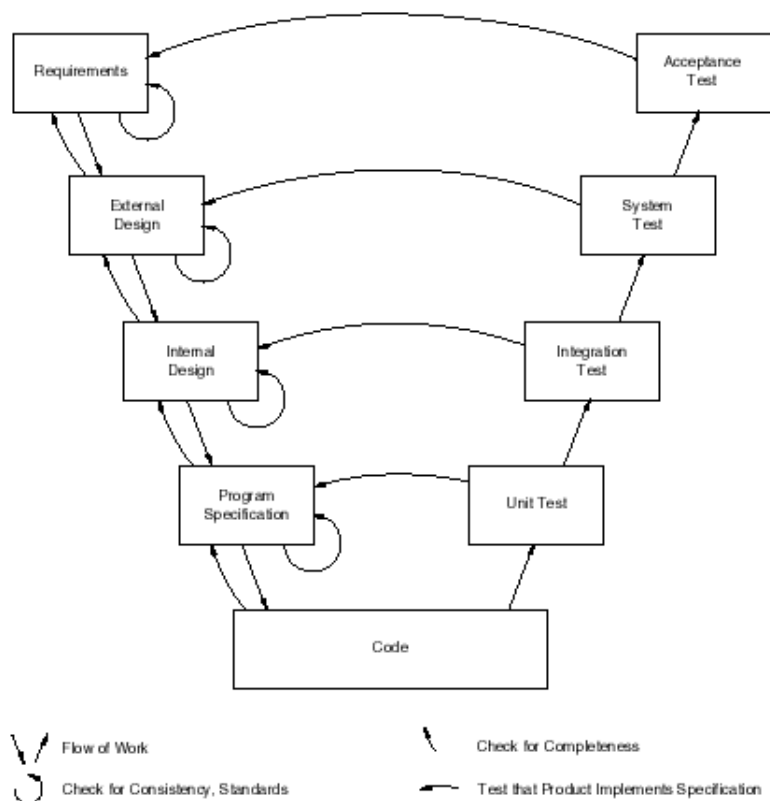 Requirements
Acceptance
Test
External
Design
System
Test
Internal
Design
Integration
Test
Program
Specification
Unit Test
Code
Flow of Work
Check for Completeness
Check for Consistency, Standards
Test that Product Implements Specification